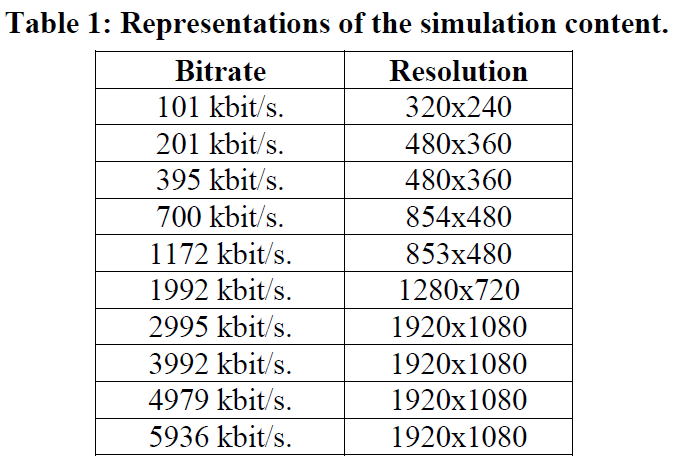 Table 1: Representations of the simulation content.
Bitrate Resolution
101 kbit/s. 320x240
201 kbit/s. 480x360
395 kbit/s. 480x360
700 kbit/s. 854x480
1172 kbit/s. 853x480
1992 kbit/s. 1280x720
2995 kbit/s. 1920x1080
3992 kbit/s. 1920x1080
4979 kbit/s. 1920x1080
5936 kbit/s. 1920x1080